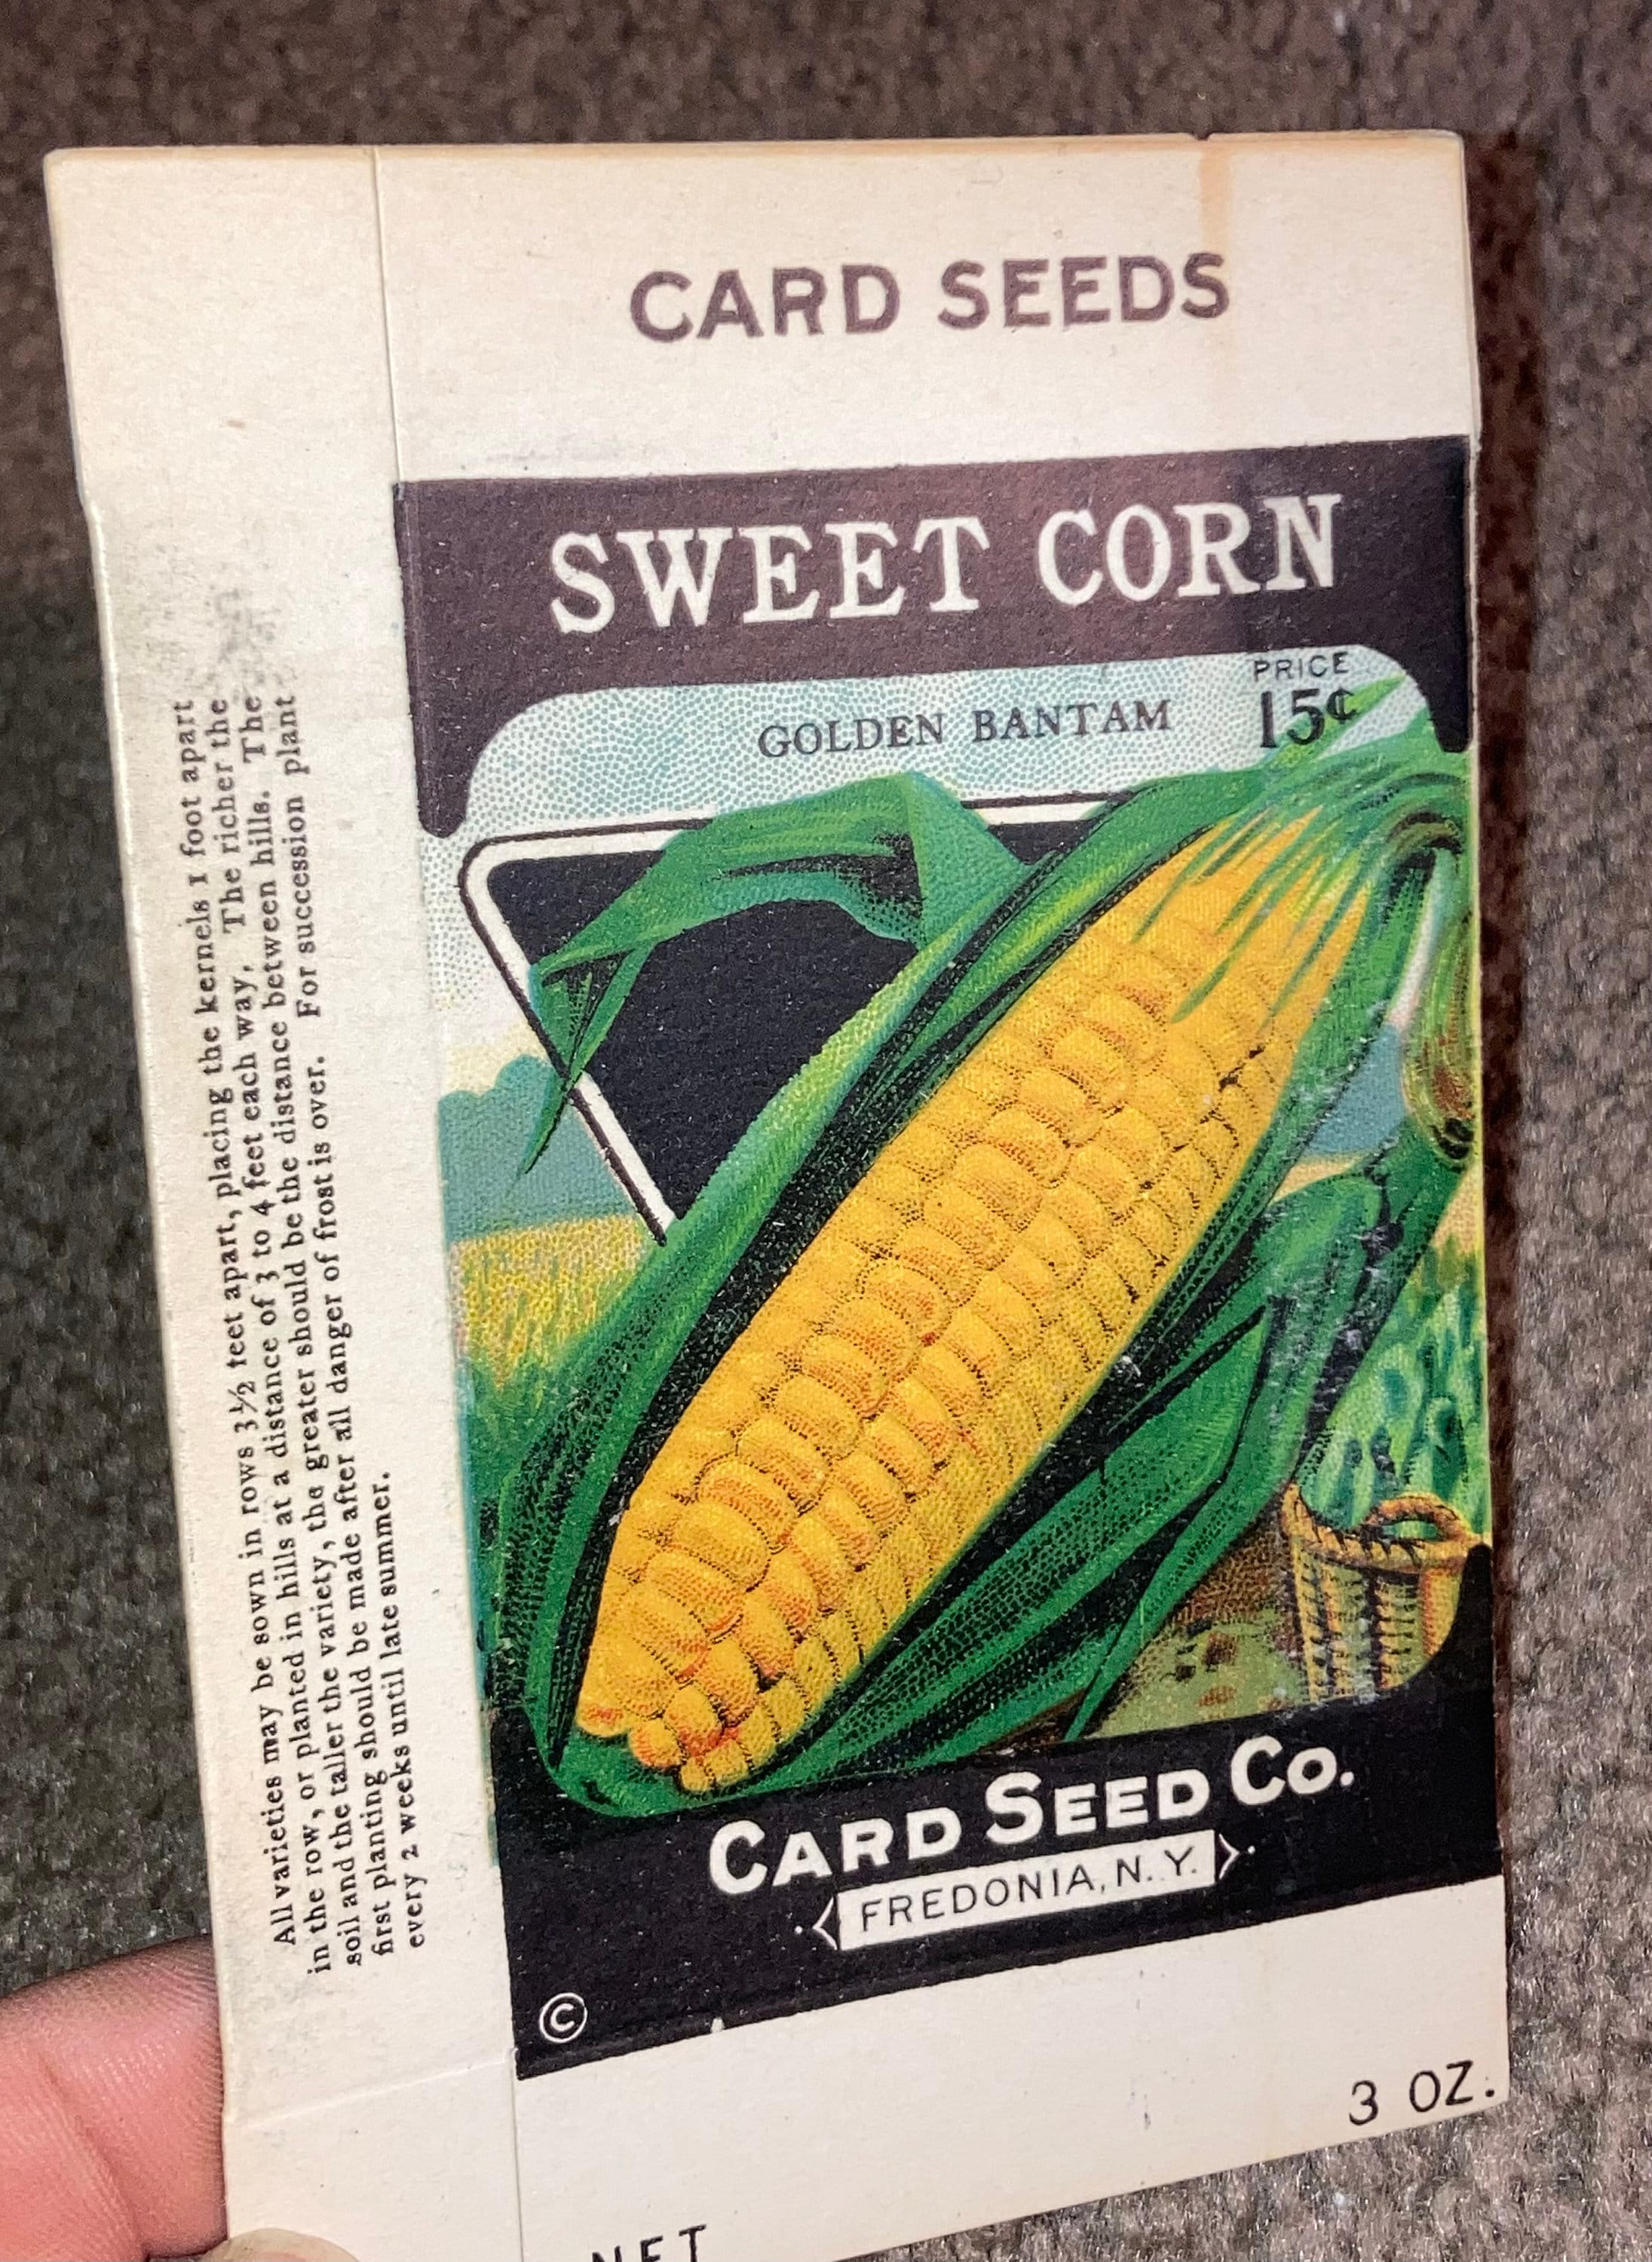 CARD SEEDS
SWEET CORN
PRICE
15¢
GOLDEN BANTAM
CARD SEED CO.
FREDONIA, N. Y.
©
3 OZ.
NET
All varieties may be sown in rows 3½ feet apart, placing the kernels 1 foot apart
in the row, or planted in hills at a distance of 3 to 4 feet each way. The richer the
soil and the taller the variety, the greater should be the distance between hills. The
first planting should be made after all danger of frost is over. For succession plant
every 2 weeks until late summer.